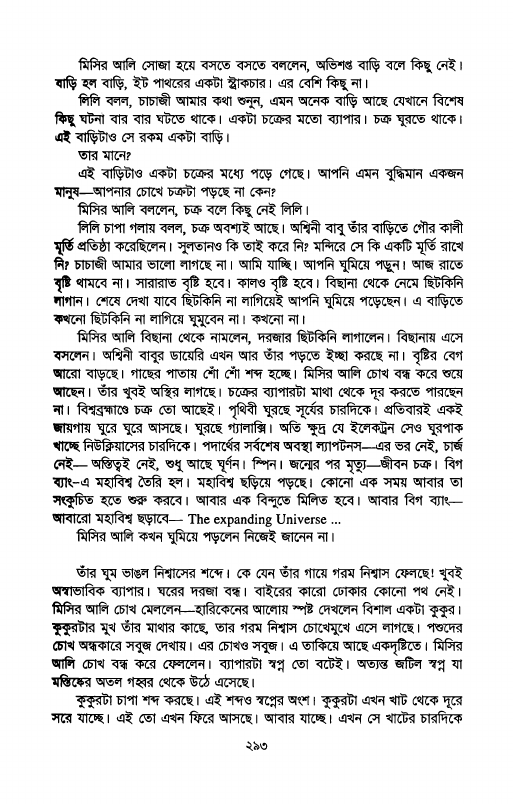 মিসির আলি সোজা হয়ে বসতে বসতে বললেন, অভিশপ্ত বাড়ি বলে কিছু নেই।
বাড়ি হল বাড়ি, ইট পাথরের একটা স্ট্রাকচার। এর বেশি কিছু না।
লিলি বলল, চাচাজী আমার কথা শুনুন, এমন অনেক বাড়ি আছে যেখানে বিশেষ
কিছু ঘটনা বার বার ঘটতে থাকে। একটা চক্রের মতো ব্যাপার। চক্র ঘুরতে থাকে।
এই বাড়িটাও সে রকম একটা বাড়ি।
তার মানে?
এই বাড়িটাও একটা চক্রের মধ্যে পড়ে গেছে। আপনি এমন বুদ্ধিমান একজন
মানুষ—আপনার চোখে চক্রটা পড়ছে না কেন?
মিসির আলি বললেন, চক্র বলে কিছু নেই লিলি।
লিলি চাপা গলায় বলল, চক্র অবশ্যই আছে। অশ্বিনী বাবু তাঁর বাড়িতে গৌর কালী
মূর্তি প্রতিষ্ঠা করেছিলেন। সুলতানও কি তাই করে নি? মন্দিরে সে কি একটি মূর্তি রাখে
নি? চাচাজী আমার ভালো লাগছে না। আমি যাচ্ছি। আপনি ঘুমিয়ে পড়ুন। আজ রাতে
বৃষ্টি থামবে না। সারারাত বৃষ্টি হবে। কালও বৃষ্টি হবে। বিছানা থেকে নেমে ছিটকিনি
লাগান। শেষে দেখা যাবে ছিটকিনি না লাগিয়েই আপনি ঘুমিয়ে পড়েছেন। এ বাড়িতে
কখনো ছিটকিনি না লাগিয়ে ঘুমুবেন না। কখনো না।
মিসির আলি বিছানা থেকে নামলেন, দরজার ছিটকিনি লাগালেন। বিছানায় এসে
বসলেন। অশ্বিনী বাবুর ডায়েরি এখন আর তাঁর পড়তে ইচ্ছা করছে না। বৃষ্টির বেগ
আরো বাড়ছে। গাছের পাতায় শোঁ শোঁ শব্দ হচ্ছে। মিসির আলি চোখ বন্ধ করে শুয়ে
আছেন। তাঁর খুবই অস্থির লাগছে। চক্রের ব্যাপারটা মাথা থেকে দূর করতে পারছেন
না। বিশ্বব্রহ্মাণ্ডে চক্র তো আছেই। পৃথিবী ঘুরছে সূর্যের চারদিকে। প্রতিবারই একই
জায়গায় ঘুরে ঘুরে আসছে। ঘুরছে গ্যালাক্সি। অতি ক্ষুদ্র যে ইলেকট্রন সেও ঘুরপাক
খাচ্ছে নিউক্লিয়াসের চারদিকে। পদার্থের সর্বশেষ অবস্থা ল্যাপটনস—এর ভর নেই, চার্জ
নেই— অস্তিত্বই নেই, শুধু আছে ঘূর্ণন। স্পিন। জন্মের পর মৃত্যু—জীবন চক্র। বিগ
ব্যাং-এ মহাবিশ্ব তৈরি হল। মহাবিশ্ব ছড়িয়ে পড়ছে। কোনো এক সময় আবার তা
সংকুচিত হতে শুরু করবে। আবার এক বিন্দুতে মিলিত হবে। আবার বিগ ব্যাং—
আবারো মহাবিশ্ব ছড়াবে— The expanding Universe ...
মিসির আলি কখন ঘুমিয়ে পড়লেন নিজেই জানেন না।
তাঁর ঘুম ভাঙল নিশ্বাসের শব্দে। কে যেন তাঁর গায়ে গরম নিশ্বাস ফেলছে! খুবই
অস্বাভাবিক ব্যাপার। ঘরের দরজা বন্ধ। বাইরের কারো ঢোকার কোনো পথ নেই।
মিসির আলি চোখ মেললেন—হারিকেনের আলোয় স্পষ্ট দেখলেন বিশাল একটা কুকুর।
কুকুরটার মুখ তাঁর মাথার কাছে, তার গরম নিশ্বাস চোখেমুখে এসে লাগছে। পশুদের
চোখ অন্ধকারে সবুজ দেখায়। এর চোখও সবুজ। এ তাকিয়ে আছে একদৃষ্টিতে। মিসির
আলি চোখ বন্ধ করে ফেললেন। ব্যাপারটা স্বপ্ন তো বটেই। অত্যন্ত জটিল স্বপ্ন যা
মস্তিষ্কের অতল গহ্বর থেকে উঠে এসেছে।
কুকুরটা চাপা শব্দ করছে। এই শব্দও স্বপ্নের অংশ। কুকুরটা এখন খাট থেকে দূরে
সরে যাচ্ছে। এই তো এখন ফিরে আসছে। আবার যাচ্ছে। এখন সে খাটের চারদিকে
২৯৩